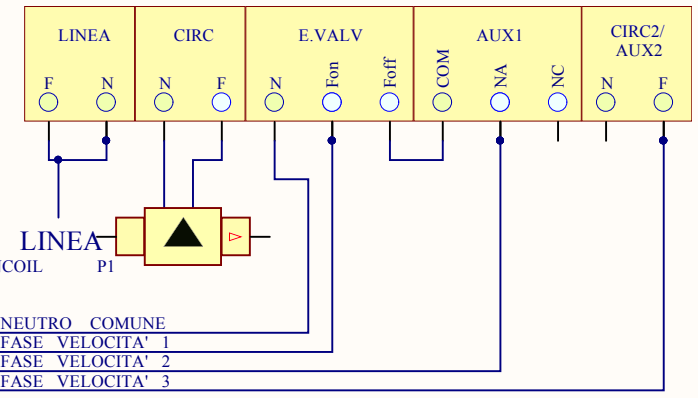 LINEA CIRC E.VALV AUX1 CIRC2/
AUX2
F N N F N Fon Foff COM NA NC N F
LINEA
NCOIL P1
NEUTRO COMUNE
FASE VELOCITA' 1
FASE VELOCITA' 2
FASE VELOCITA' 3